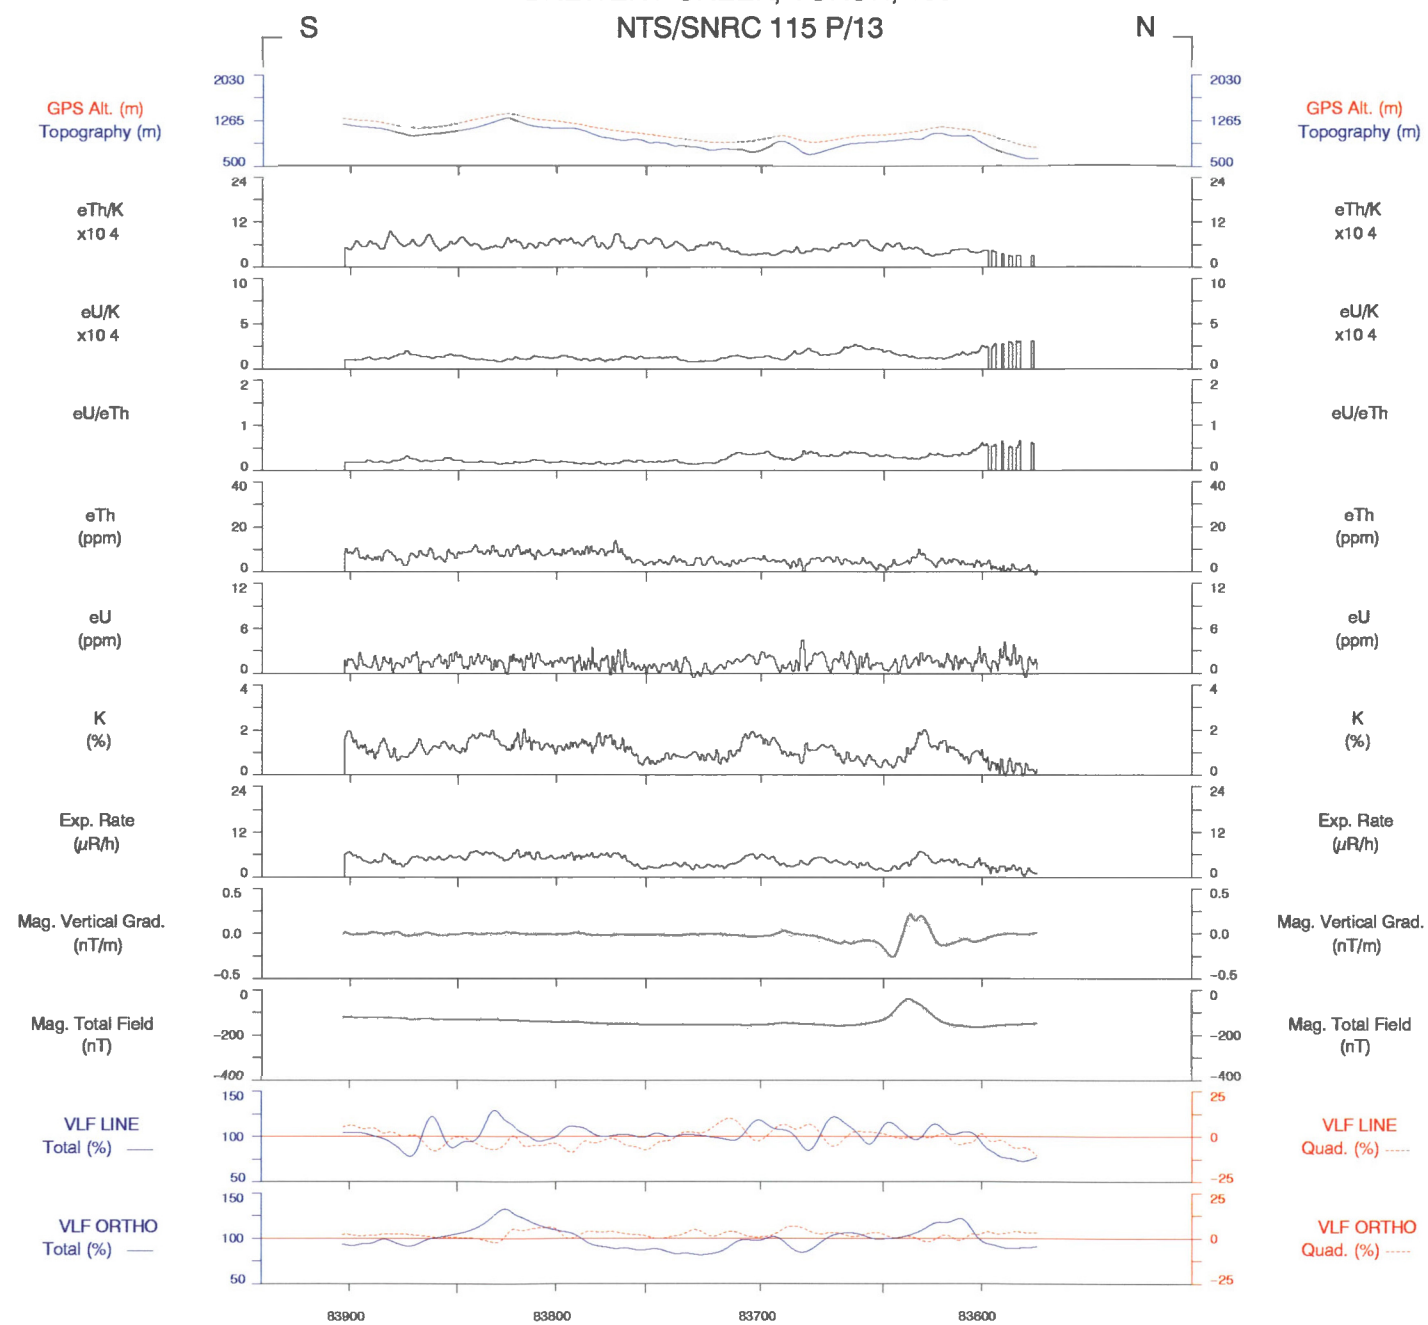 S NTS/SNRC 115 P/13 N
2030 2030
GPS Alt. (m) GPS Alt. (m)
1265 1265
Topography (m) Topography (m)
500 500
24 24
eTh/K eTh/K
12 12
x10 4 x10 4
0 0
10 10
eU/K eU/K
5 5
x10 4 x10 4
0 0
2 2
eU/eTh eU/eTh
1 1
0 0
40 40
eTh eTh
20 20
(ppm) (ppm)
0 0
12 12
eU eU
6 6
(ppm) (ppm)
0 0
4 4
K K
2 2
(%) (%)
0 0
24 24
Exp. Rate Exp. Rate
12 12
(µR/h) (µR/h)
0 0
0.5 0.5
Mag. Vertical Grad. Mag. Vertical Grad.
0.0 0.0
(nT/m) (nT/m)
-0.5 -0.5
0 0
Mag. Total Field Mag. Total Field
-200 -200
(nT) (nT)
-400 -400
150 25
VLF LINE VLF LINE
100 0
Total (%) Quad. (%)
50 -25
150 25
VLF ORTHO VLF ORTHO
100 0
Total (%) Quad. (%)
50 -25
83900 83800 83700 83600